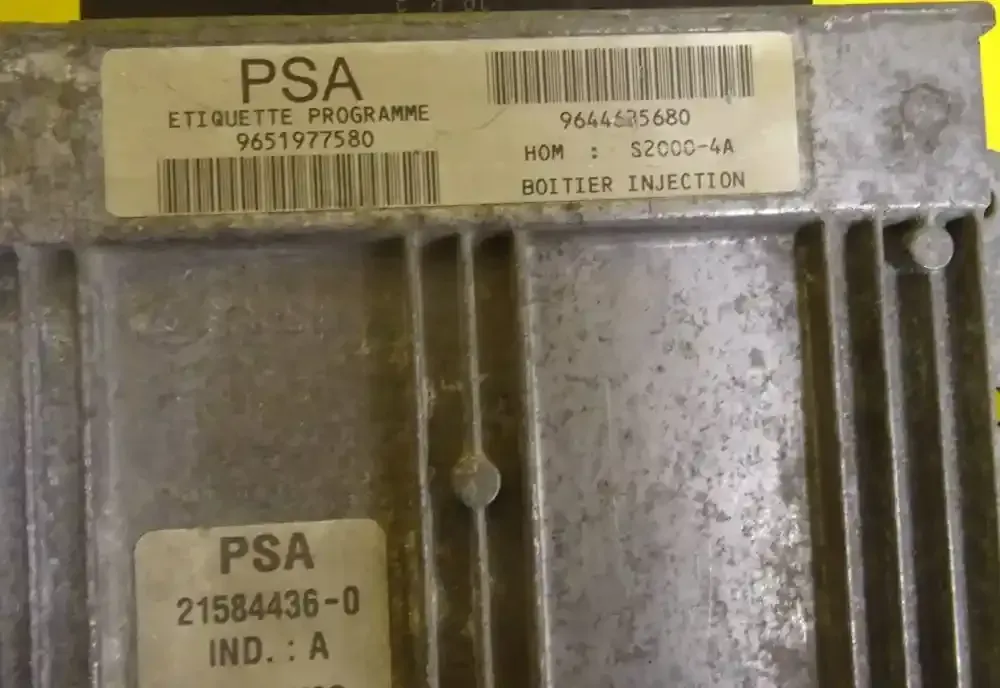 PSA
ETIQUETTE PROGRAMME
9651977580
9644635680
HOM : S2000-4A
BOITIER INJECTION
PSA
21584436-0
IND. : A